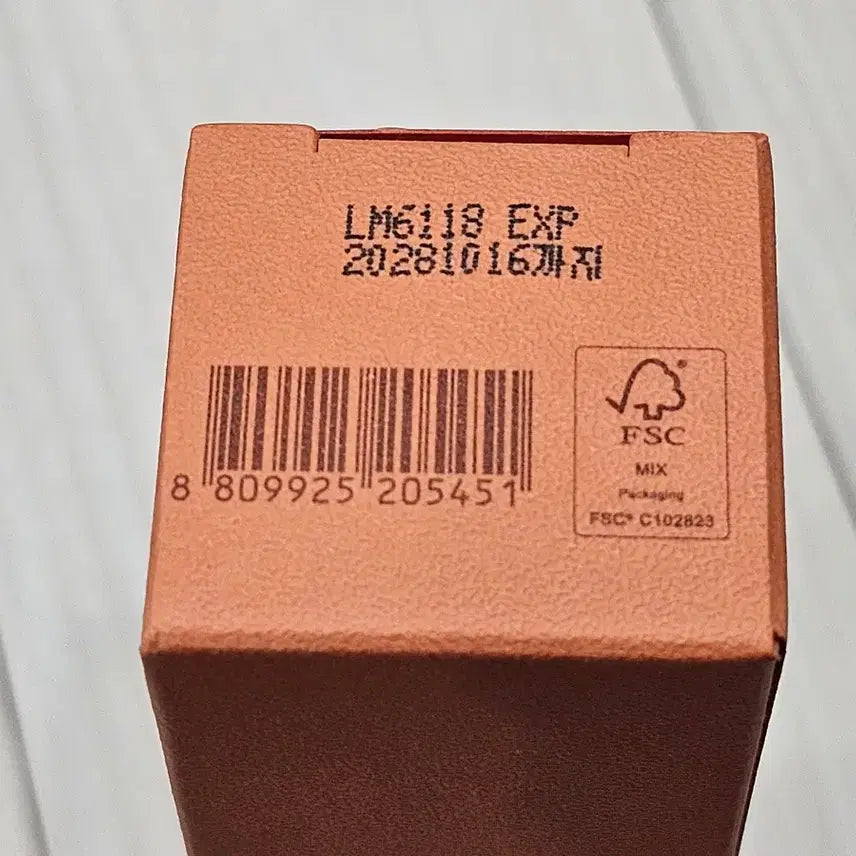 LM6118 EXP
20281016까지
8 809925 205451
FSC
MIX
Packaging
FSC® C102823